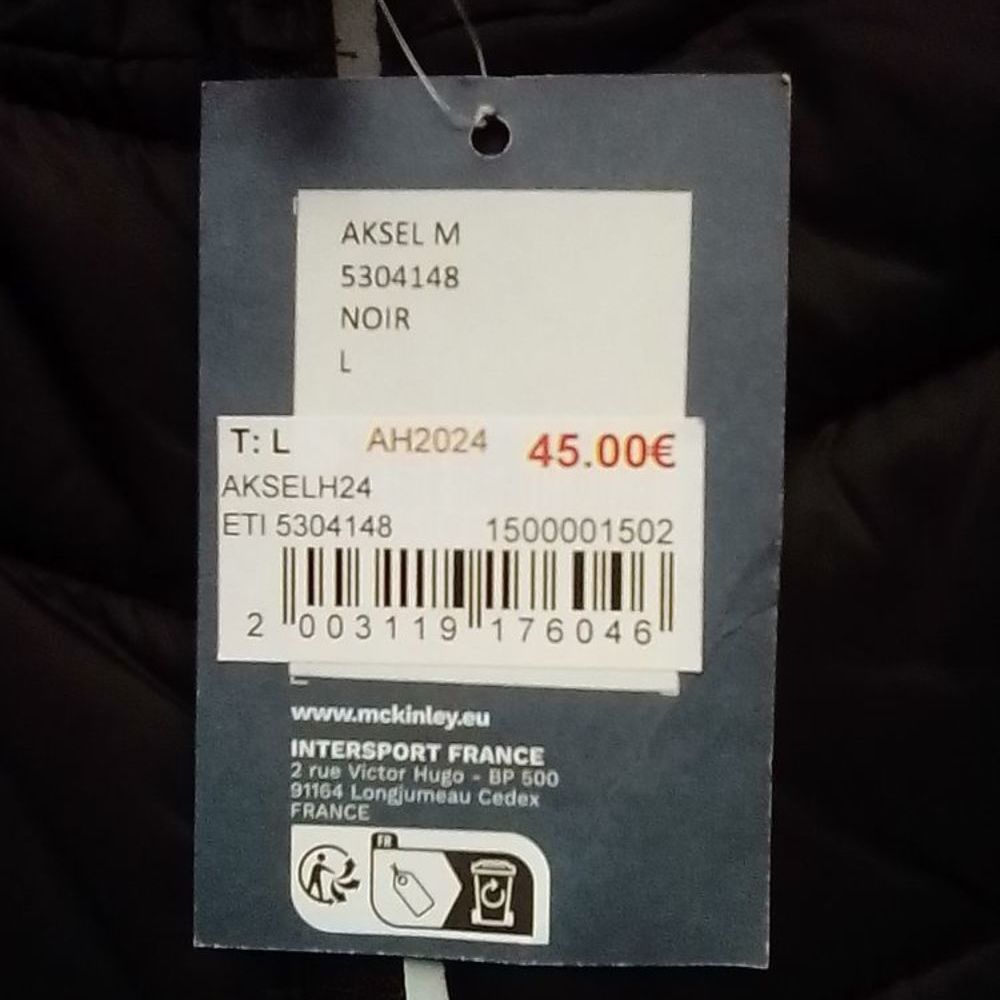 AKSEL M
5304148
NOIR
L
T: L AH2024 45.00€
AKSELH24
ETI 5304148 1500001502
2 003119 176046
www.mckinley.eu
INTERSPORT FRANCE
2 rue Victor Hugo - BP 500
91164 Longjumeau Cedex
FRANCE
FR